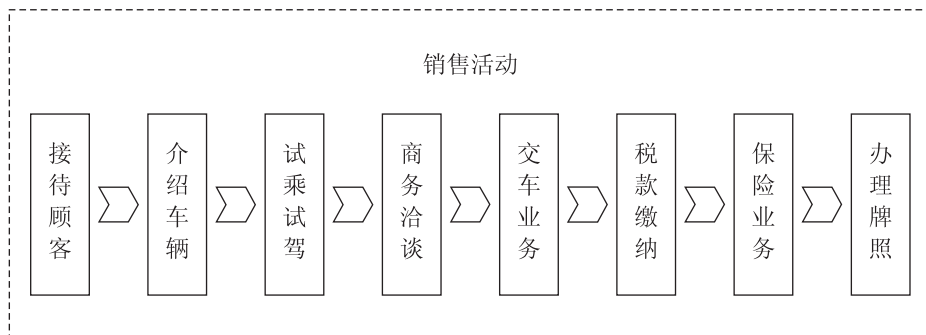 销售活动
接待顾客
介绍车辆
试乘试驾
商务洽谈
交车业务
税款缴纳
保险业务
办理牌照